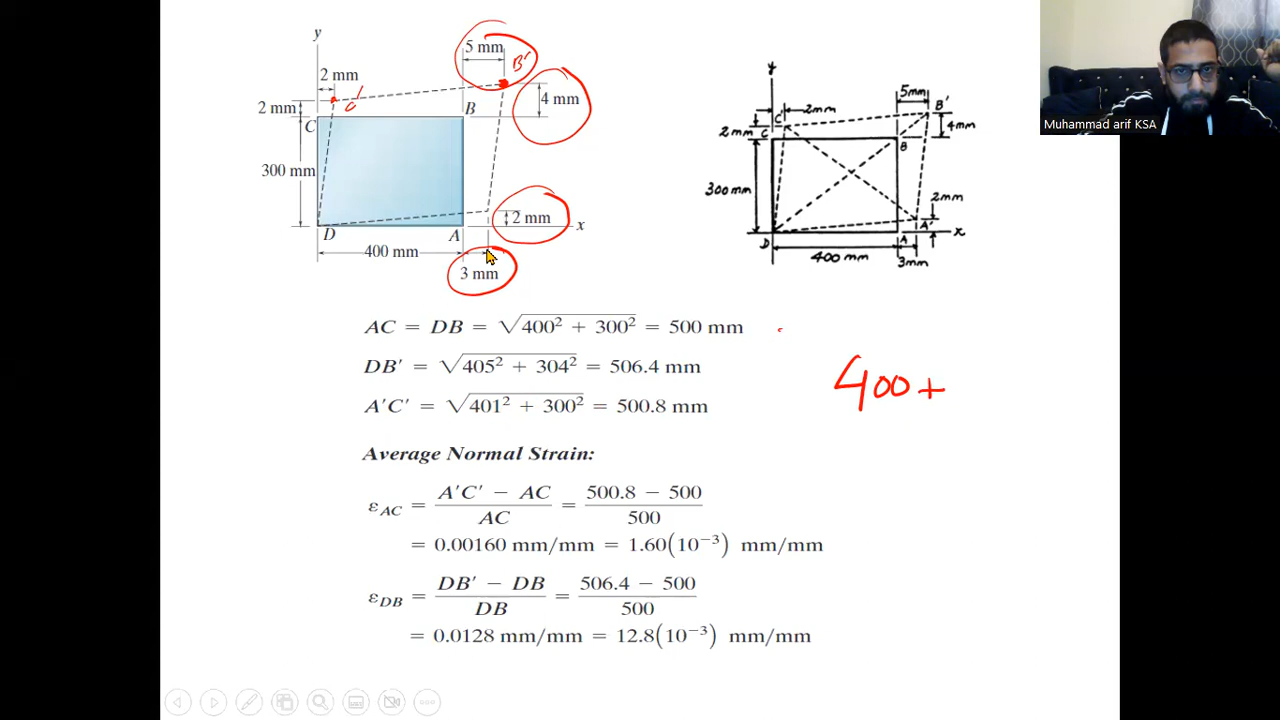 y
5 mm
B'
2 mm
C'
2 mm
4 mm
C
B
300 mm
2 mm
x
D
A
400 mm
3 mm
y
5mm
B'
C'
2mm
2mm
C
4mm
B
300mm
2mm
A'
D
A
x
400 mm
3mm
Muhammad arif KSA
AC = DB = √400² + 300² = 500 mm
DB' = √405² + 304² = 506.4 mm
A'C' = √401² + 300² = 500.8 mm
400+
Average Normal Strain:
εAC = A'C' − AC / AC = 500.8 − 500 / 500
= 0.00160 mm/mm = 1.60(10⁻³) mm/mm
εDB = DB' − DB / DB = 506.4 − 500 / 500
= 0.0128 mm/mm = 12.8(10⁻³) mm/mm